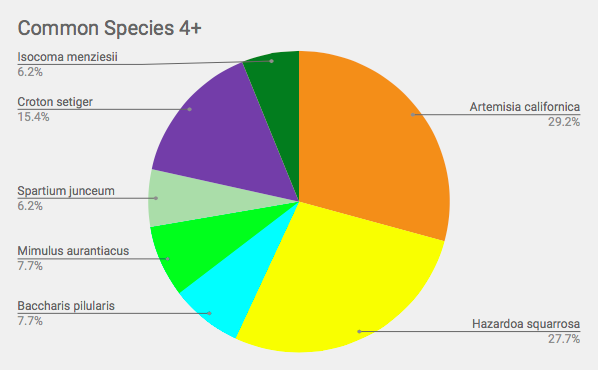 Common Species 4+
Isocoma menziesii
6.2%
Croton setiger
15.4%
Spartium junceum
6.2%
Mimulus aurantiacus
7.7%
Baccharis pilularis
7.7%
Artemisia californica
29.2%
Hazardoa squarrosa
27.7%